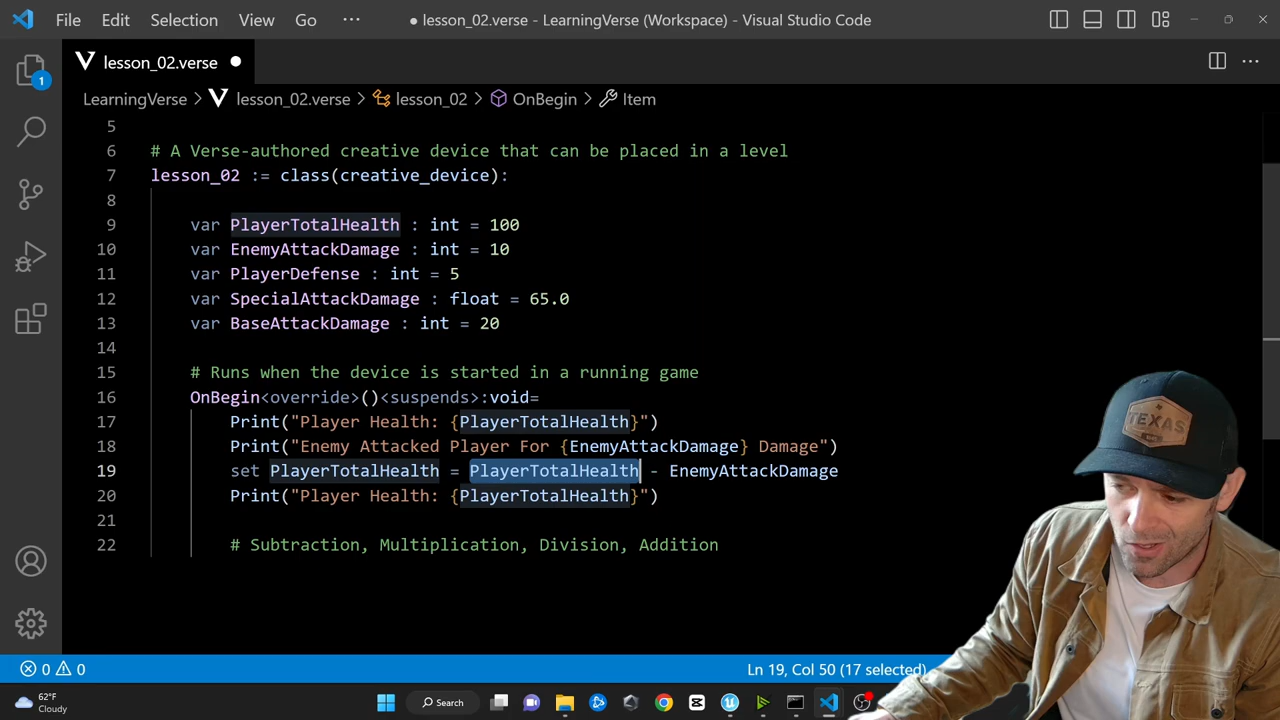 File Edit Selection View Go ··· ● lesson_02.verse - LearningVerse (Workspace) - Visual Studio Code
lesson_02.verse ●
LearningVerse > lesson_02.verse > lesson_02 > OnBegin > Item
1
5
6 # A Verse-authored creative device that can be placed in a level
7 lesson_02 := class(creative_device):
8
9 var PlayerTotalHealth : int = 100
10 var EnemyAttackDamage : int = 10
11 var PlayerDefense : int = 5
12 var SpecialAttackDamage : float = 65.0
13 var BaseAttackDamage : int = 20
14
15 # Runs when the device is started in a running game
16 OnBegin<override>()<suspends>:void=
17 Print("Player Health: {PlayerTotalHealth}")
18 Print("Enemy Attacked Player For {EnemyAttackDamage} Damage")
19 set PlayerTotalHealth = PlayerTotalHealth - EnemyAttackDamage
20 Print("Player Health: {PlayerTotalHealth}")
21
22 # Subtraction, Multiplication, Division, Addition
TEXAS
0 0 Ln 19, Col 50 (17 selected)
62°F
Cloudy
Search